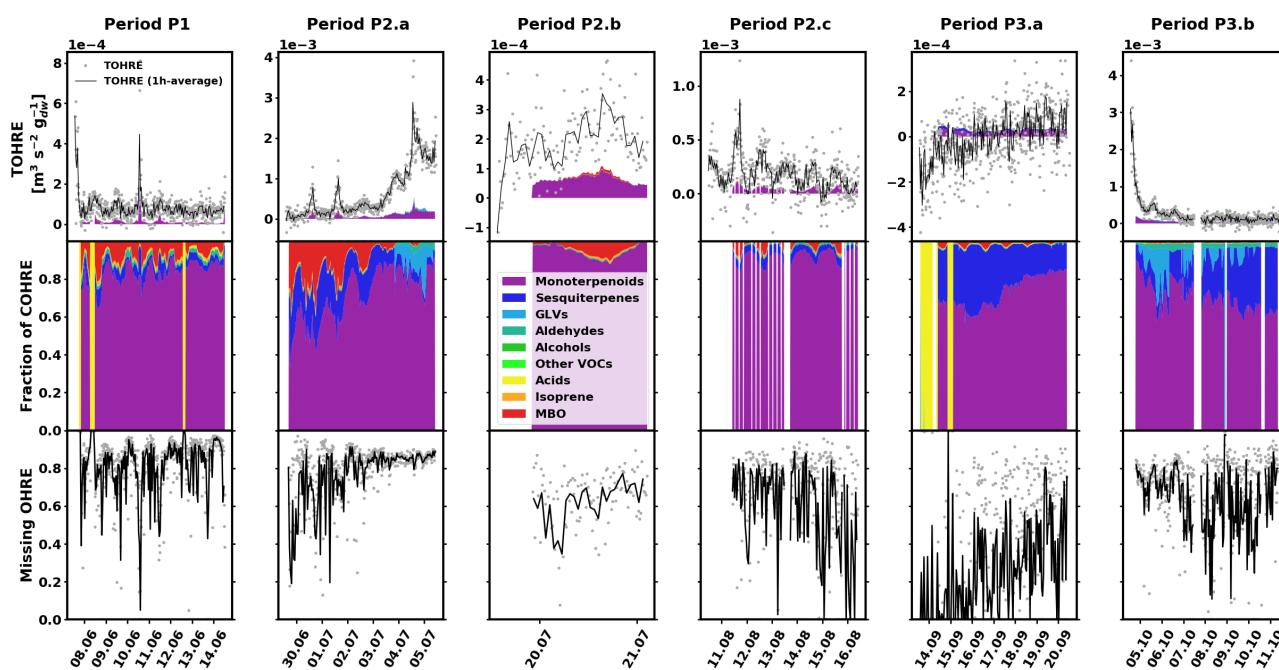 Period P1 Period P2.a Period P2.b Period P2.c Period P3.a Period P3.b
1e−4 1e−3 1e−4 1e−3 1e−4 1e−3
TOHRE
[m³ s⁻² g⁻¹dw]
TOHRE
TOHRE (1h-average)
8
6
4
2
0
4
3
2
1
0
4
3
2
1
0
−1
1.0
0.5
0.0
2
0
−2
−4
4
3
2
1
0
Fraction of COHRE
0.8
0.6
0.4
0.2
0.0
Monoterpenoids
Sesquiterpenes
GLVs
Aldehydes
Alcohols
Other VOCs
Acids
Isoprene
MBO
Missing OHRE
0.8
0.6
0.4
0.2
0.0
08.06 09.06 10.06 11.06 12.06 13.06 14.06
30.06 01.07 02.07 03.07 04.07 05.07
20.07 21.07
11.08 12.08 13.08 14.08 15.08 16.08
14.09 15.09 16.09 17.09 18.09 19.09 20.09
05.10 06.10 07.10 08.10 09.10 10.10 11.10